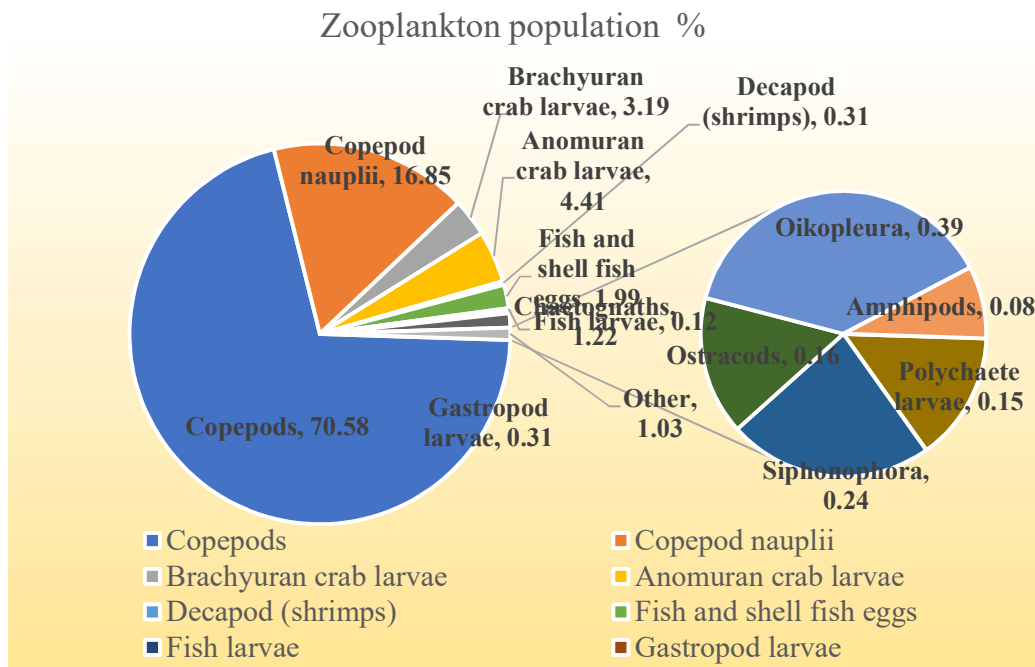 Zooplankton population %
Brachyuran
crab larvae, 3.19
Decapod
(shrimps), 0.31
Copepod
nauplii, 16.85
Anomuran
crab larvae,
4.41
Fish and
shell fish
eggs, 1.99
Chaetognaths,
1.22
Fish larvae, 0.12
Oikopleura, 0.39
Amphipods, 0.08
Ostracods, 0.16
Polychaete
larvae, 0.15
Other,
1.03
Gastropod
larvae, 0.31
Copepods, 70.58
Siphonophora,
0.24
Copepods
Copepod nauplii
Brachyuran crab larvae
Anomuran crab larvae
Decapod (shrimps)
Fish and shell fish eggs
Fish larvae
Gastropod larvae